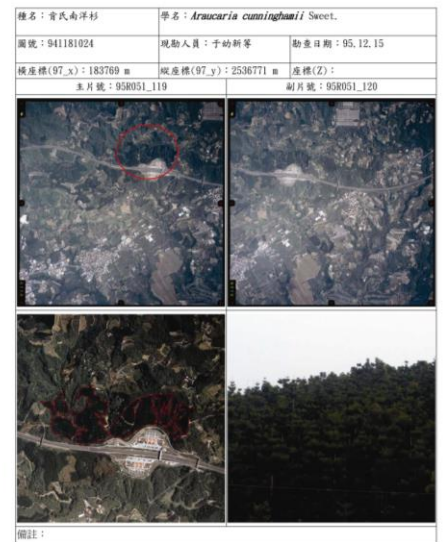 種名：肯氏南洋杉
學名：Araucaria cunninghamii Sweet.
圖號：941181024
現勘人員：于幼新等
勘查日期：95.12.15
橫座標(97_x)：183769 m
縱座標(97_y)：2536771 m
座標(Z)：
主片號：95R051_119
副片號：95R051_120
備註：